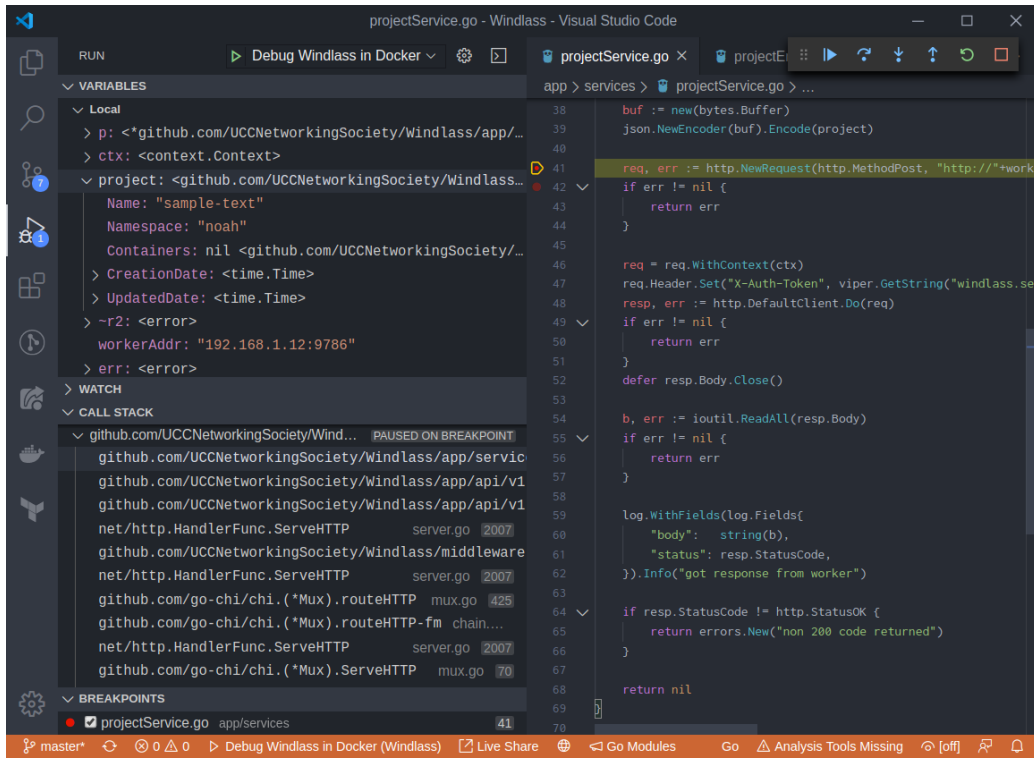 projectService.go - Windlass - Visual Studio Code
RUN
Debug Windlass in Docker
VARIABLES
Local
p: <*github.com/UCCNetworkingSociety/Windlass/app/…
ctx: <context.Context>
project: <github.com/UCCNetworkingSociety/Windlass…
Name: "sample-text"
Namespace: "noah"
Containers: nil <github.com/UCCNetworkingSociety/…
CreationDate: <time.Time>
UpdatedDate: <time.Time>
~r2: <error>
workerAddr: "192.168.1.12:9786"
err: <error>
WATCH
CALL STACK
github.com/UCCNetworkingSociety/Wind… PAUSED ON BREAKPOINT
github.com/UCCNetworkingSociety/Windlass/app/servic
github.com/UCCNetworkingSociety/Windlass/app/api/v1
github.com/UCCNetworkingSociety/Windlass/app/api/v1
net/http.HandlerFunc.ServeHTTP server.go 2007
github.com/UCCNetworkingSociety/Windlass/middleware
net/http.HandlerFunc.ServeHTTP server.go 2007
github.com/go-chi/chi.(*Mux).routeHTTP mux.go 425
github.com/go-chi/chi.(*Mux).routeHTTP-fm chain.…
net/http.HandlerFunc.ServeHTTP server.go 2007
github.com/go-chi/chi.(*Mux).ServeHTTP mux.go 70
BREAKPOINTS
projectService.go app/services 41
7
1
projectService.go
projectE
app > services > projectService.go > ...
38 buf := new(bytes.Buffer)
39 json.NewEncoder(buf).Encode(project)
40
41 req, err := http.NewRequest(http.MethodPost, "http://"+work
42 if err != nil {
43 return err
44 }
45
46 req = req.WithContext(ctx)
47 req.Header.Set("X-Auth-Token", viper.GetString("windlass.se
48 resp, err := http.DefaultClient.Do(req)
49 if err != nil {
50 return err
51 }
52 defer resp.Body.Close()
53
54 b, err := ioutil.ReadAll(resp.Body)
55 if err != nil {
56 return err
57 }
58
59 log.WithFields(log.Fields{
60 "body": string(b),
61 "status": resp.StatusCode,
62 }).Info("got response from worker")
63
64 if resp.StatusCode != http.StatusOK {
65 return errors.New("non 200 code returned")
66 }
67
68 return nil
69 }
70
master* 0 0 Debug Windlass in Docker (Windlass) Live Share Go Modules Go Analysis Tools Missing [off]